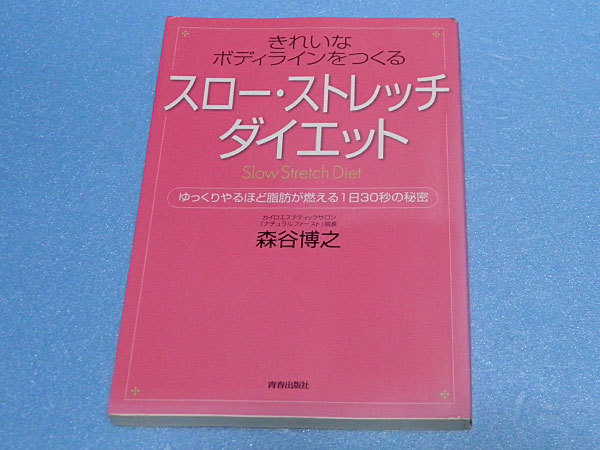 きれいな
ボディラインをつくる
スロー・ストレッチ
ダイエット
Slow Stretch Diet
ゆっくりやるほど脂肪が燃える1日30秒の秘密
カイロエステティックサロン
「ナチュラルファースト」院長
森谷博之
青春出版社